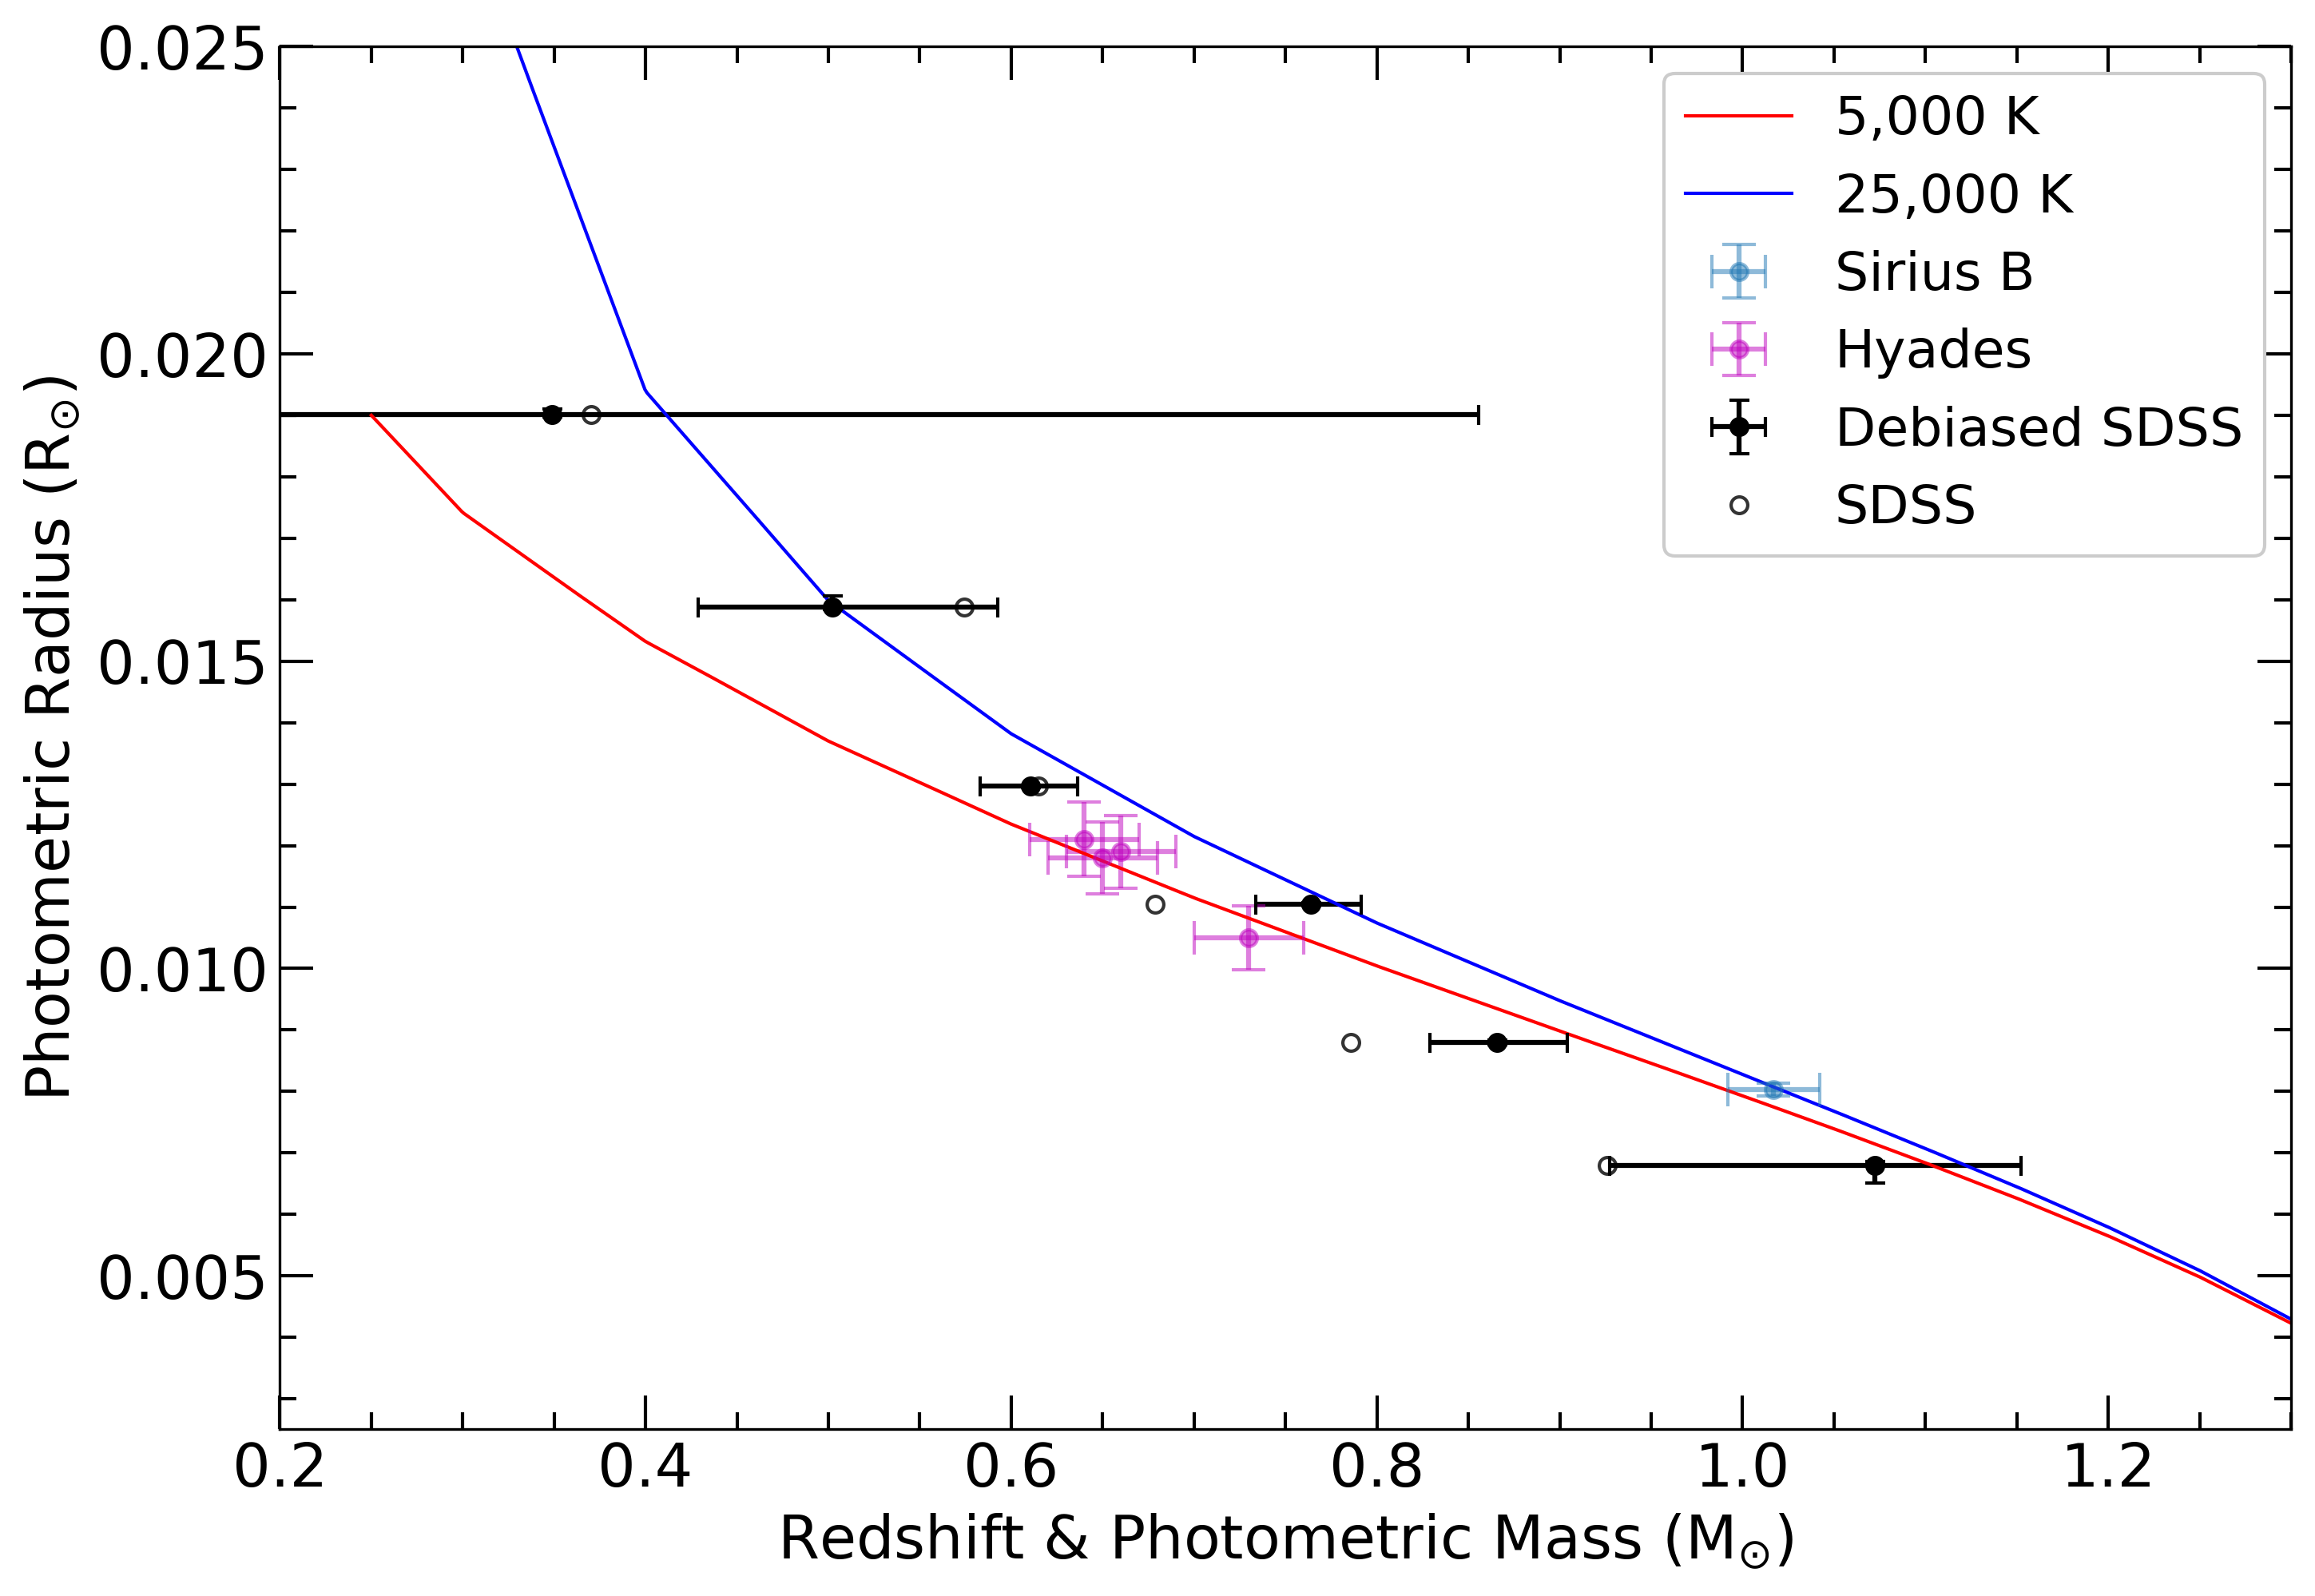 0.025
0.020
0.015
0.010
0.005
Photometric Radius (R⊙)
0.2 0.4 0.6 0.8 1.0 1.2
Redshift & Photometric Mass (M⊙)
5,000 K
25,000 K
Sirius B
Hyades
Debiased SDSS
SDSS